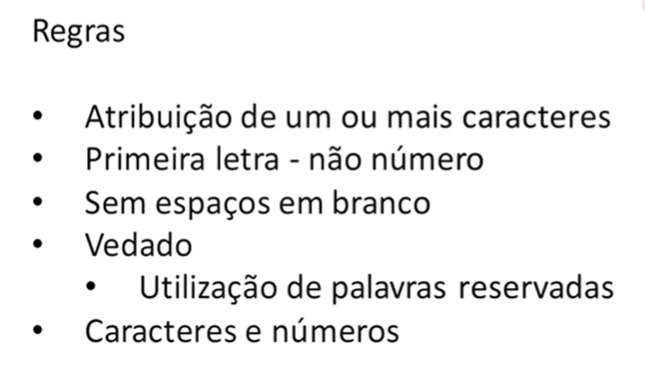 Regras
• Atribuição de um ou mais caracteres
• Primeira letra - não número
• Sem espaços em branco
• Vedado
• Utilização de palavras reservadas
• Caracteres e números